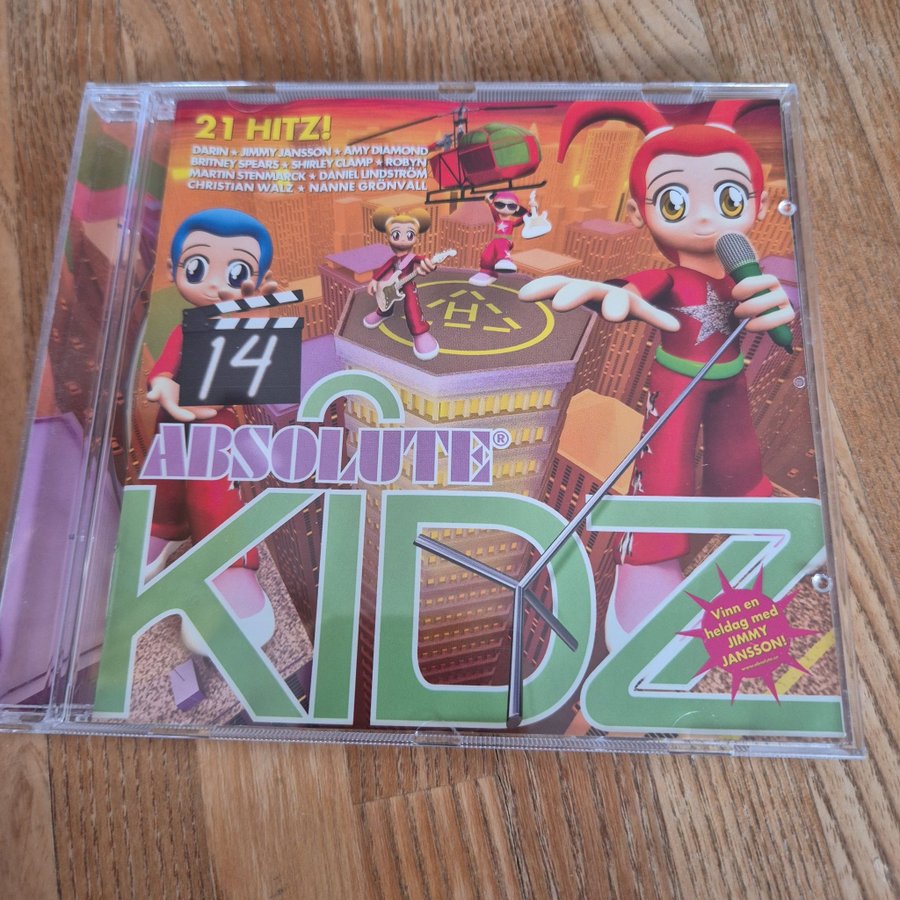 21 HITZ!
DARIN ★ JIMMY JANSSON ★ AMY DIAMOND
BRITNEY SPEARS ★ SHIRLEY CLAMP ★ ROBYN
MARTIN STENMARCK ★ DANIEL LINDSTRÖM
CHRISTIAN WALZ ★ NANNE GRÖNVALL
H
14
ABSOLUTE®
KIDZ
Vinn en
heldag med
JIMMY
JANSSON!